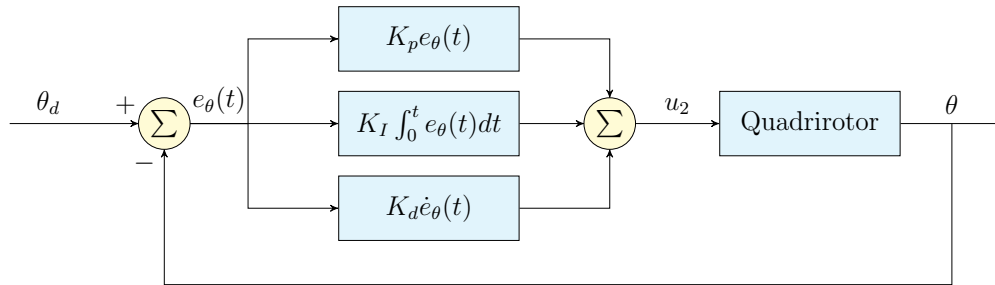 K_p e_θ(t)
θ_d
+
∑
−
e_θ(t)
K_I ∫_0^t e_θ(t)dt
∑
u_2
Quadrirotor
θ
K_d ė_θ(t)